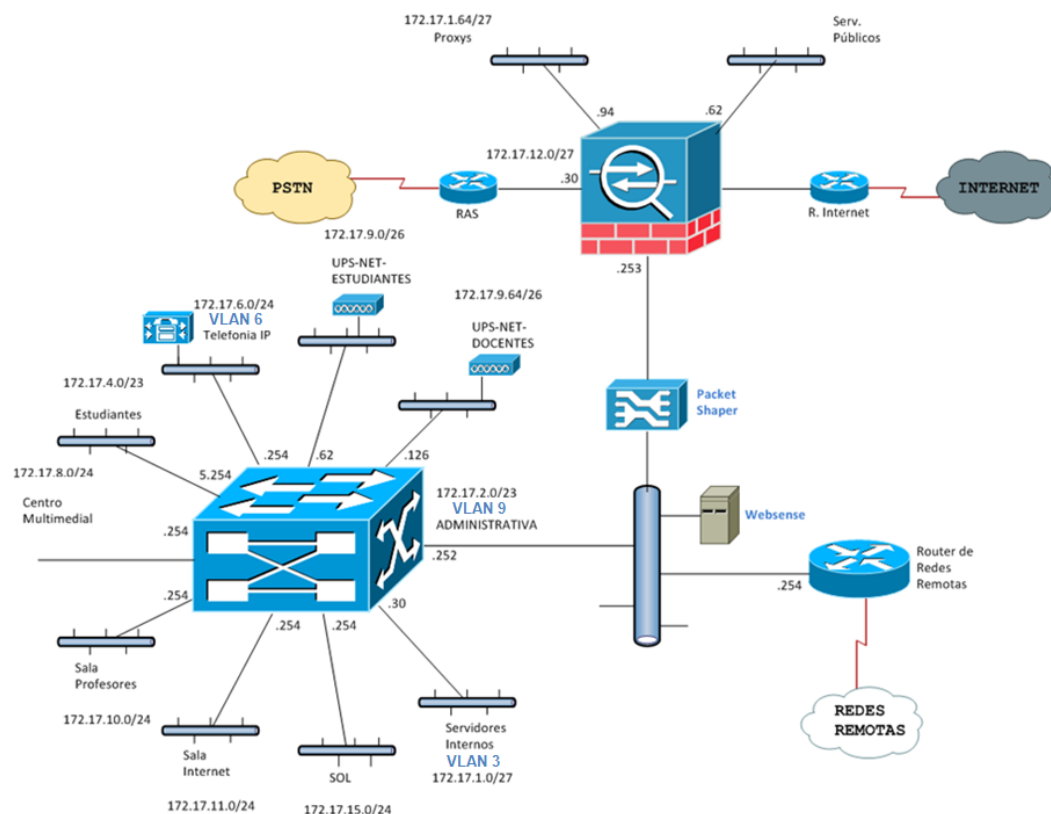 172.17.1.64/27
Proxys
Serv.
Públicos
.94
.62
172.17.12.0/27
.30
PSTN
RAS
R. Internet
INTERNET
.253
172.17.9.0/26
UPS-NET-
ESTUDIANTES
172.17.9.64/26
UPS-NET-
DOCENTES
172.17.6.0/24
VLAN 6
Telefonia IP
172.17.4.0/23
Estudiantes
172.17.8.0/24
Centro
Multimedial
5.254
.254
.62
.126
Packet
Shaper
172.17.2.0/23
VLAN 9
ADMINISTRATIVA
.252
Websense
.254
.254
.254
.254
.30
.254
Router de
Redes
Remotas
Sala
Profesores
172.17.10.0/24
Sala
Internet
172.17.11.0/24
SOL
172.17.15.0/24
Servidores
Internos
VLAN 3
172.17.1.0/27
REDES
REMOTAS